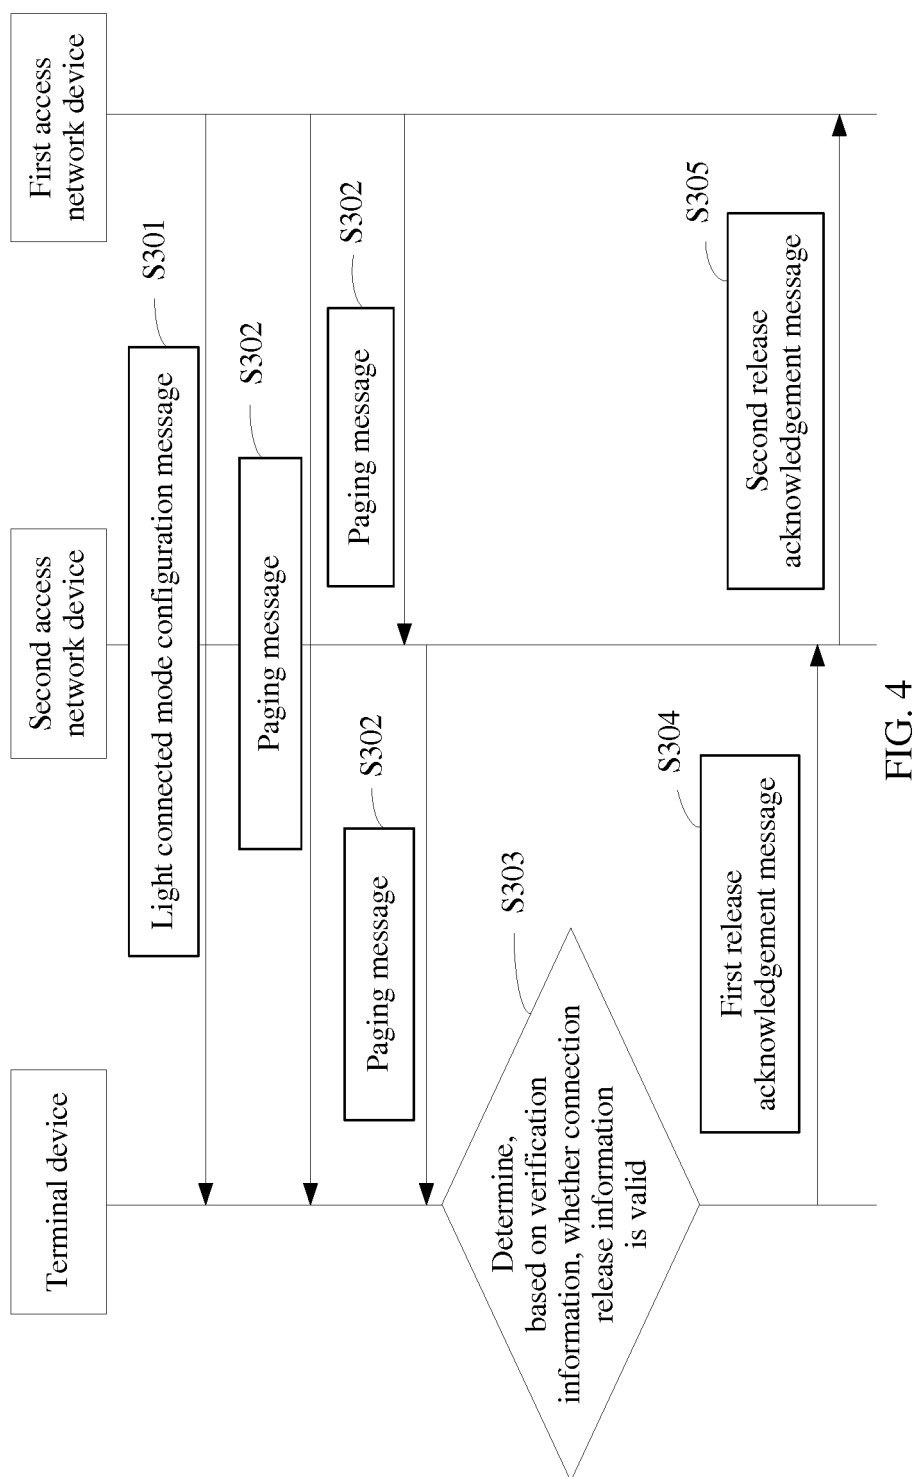 Terminal device
Second access
network device
First access
network device
Light connected mode configuration message
S301
Paging message
S302
Paging message
S302
Paging message
S302
Determine,
based on verification
information, whether connection
release information
is valid
S303
First release
acknowledgement message
S304
Second release
acknowledgement message
S305
FIG. 4